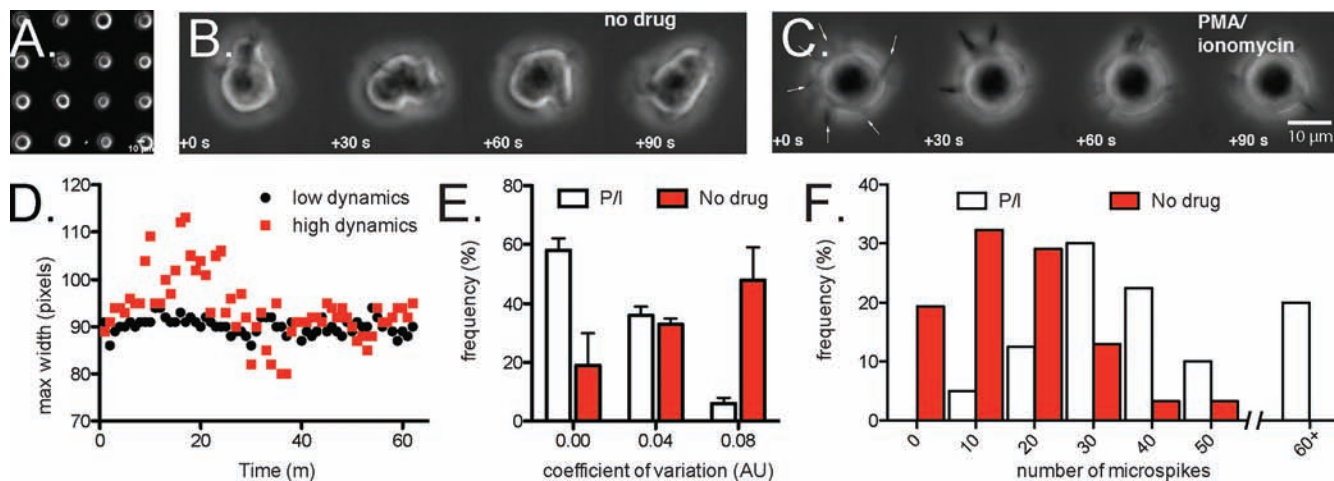 A.
10 µm
B.
no drug
+0 s
+30 s
+60 s
+90 s
C.
PMA/
ionomycin
+0 s
+30 s
+60 s
+90 s
10 µm
D.
120
110
100
90
80
70
max width (pixels)
low dynamics
high dynamics
0
20
40
60
Time (m)
E.
80
60
40
20
0
frequency (%)
P/I
No drug
0.00
0.04
0.08
coefficient of variation (AU)
F.
40
30
20
10
0
frequency (%)
P/I
No drug
0
10
20
30
40
50
60+
number of microspikes